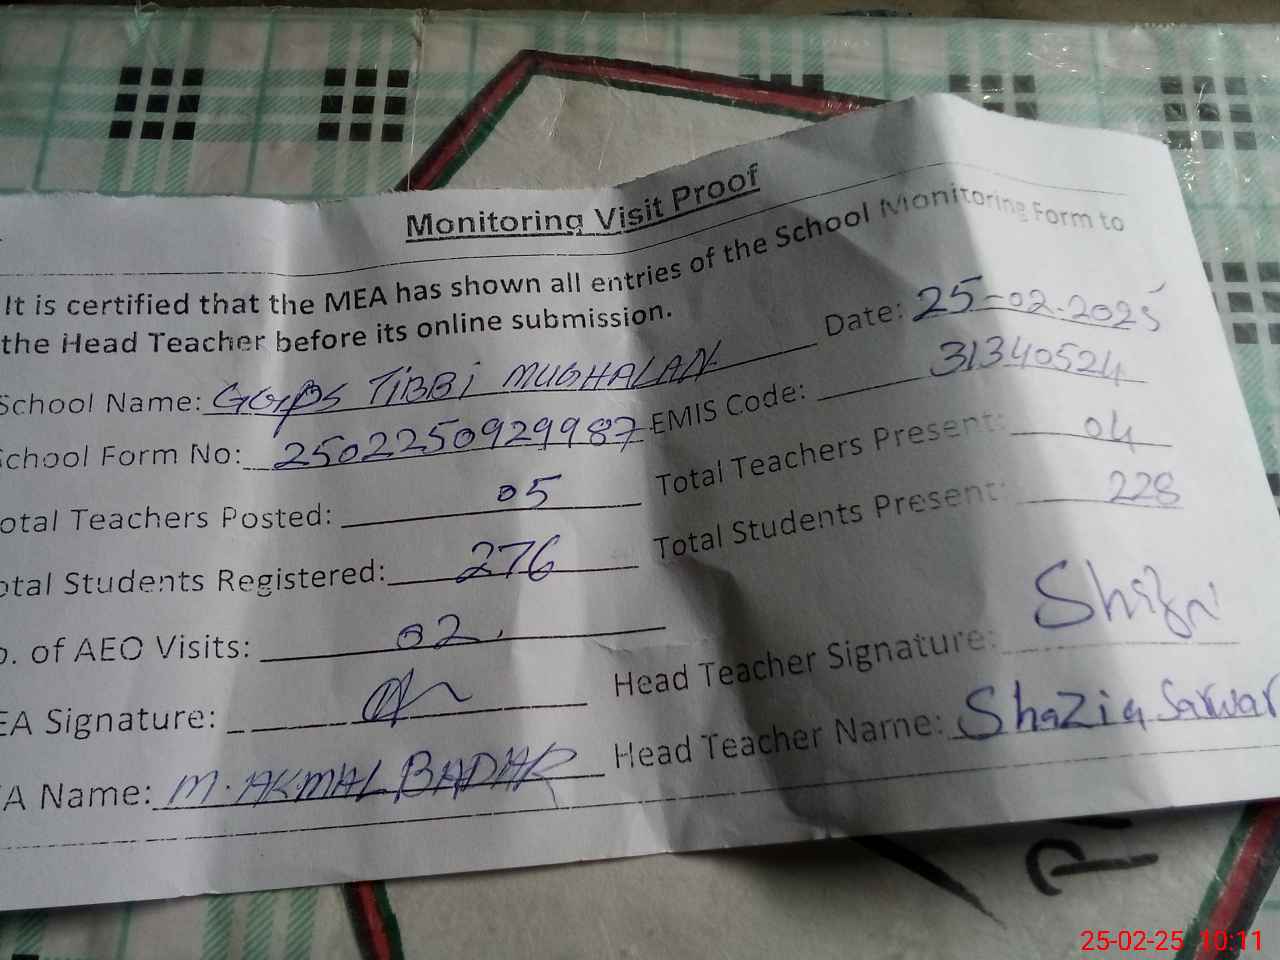 Monitoring Visit Proof
It is certified that the MEA has shown all entries of the School Monitoring Form to
the Head Teacher before its online submission.
School Name: GGPS TIBBI MUGHALAN Date: 25-02-2025
School Form No: 2502250929987 EMIS Code: 31340524
otal Teachers Posted: 05 Total Teachers Present: 04
otal Students Registered: 276 Total Students Present: 228
o. of AEO Visits: 02.
EA Signature: Head Teacher Signature:
A Name: M. AKMAL BADAR Head Teacher Name: Shazia Sarwar
25-02-25 10:11